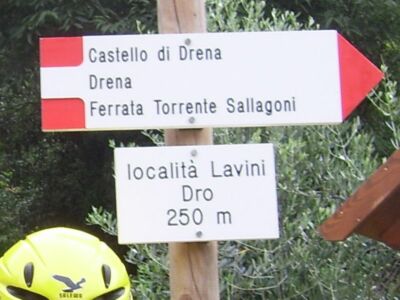 Castello di Drena
Drena
Ferrata Torrente Sallagoni
località Lavini
Dro
250 m
SALEWA